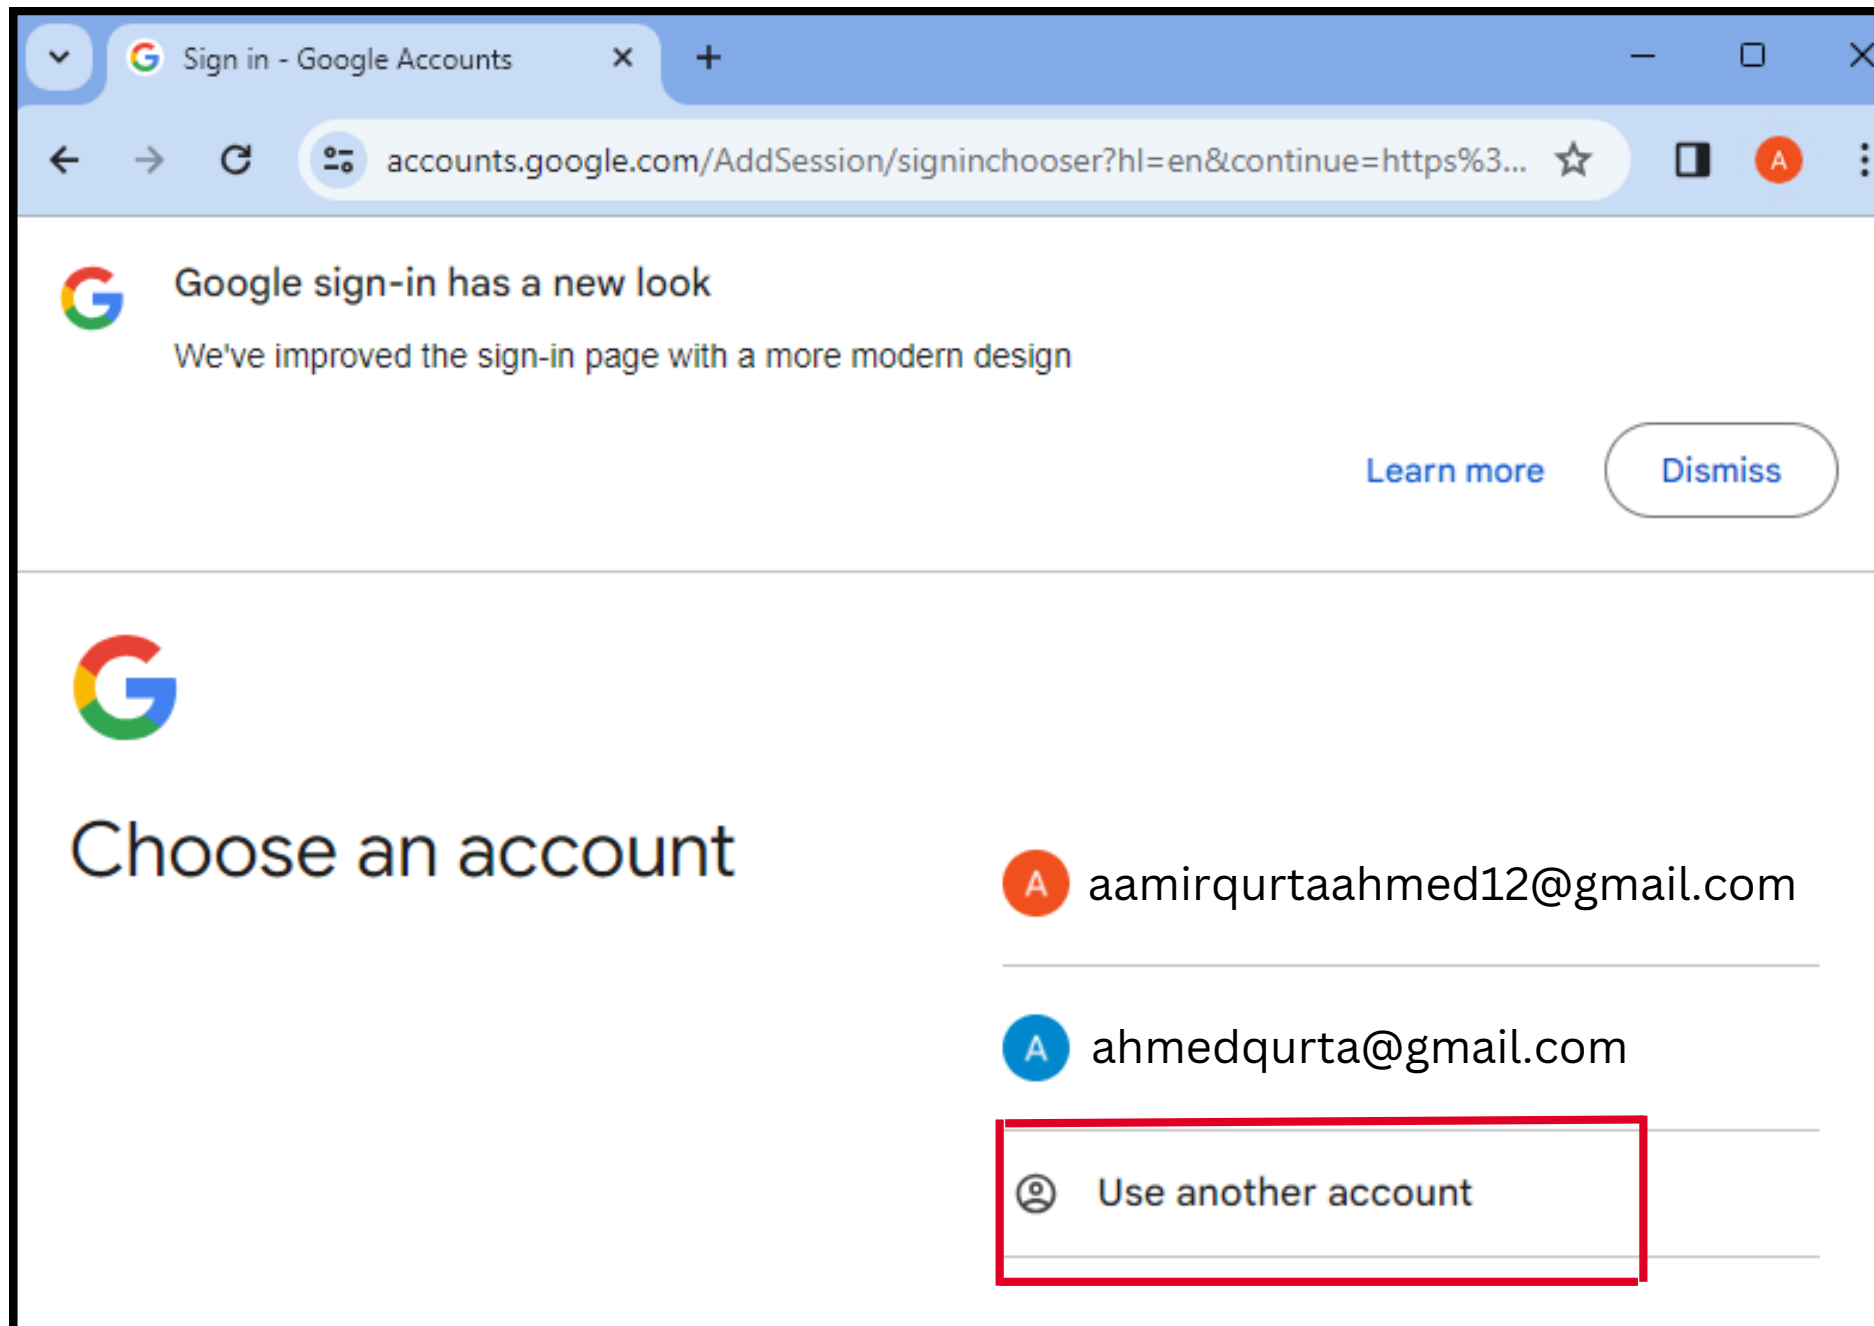 Sign in - Google Accounts
accounts.google.com/AddSession/signinchooser?hl=en&continue=https%3...
A
Google sign-in has a new look
We've improved the sign-in page with a more modern design
Learn more
Dismiss
Choose an account
A aamirqurtaahmed12@gmail.com
A ahmedqurta@gmail.com
Use another account